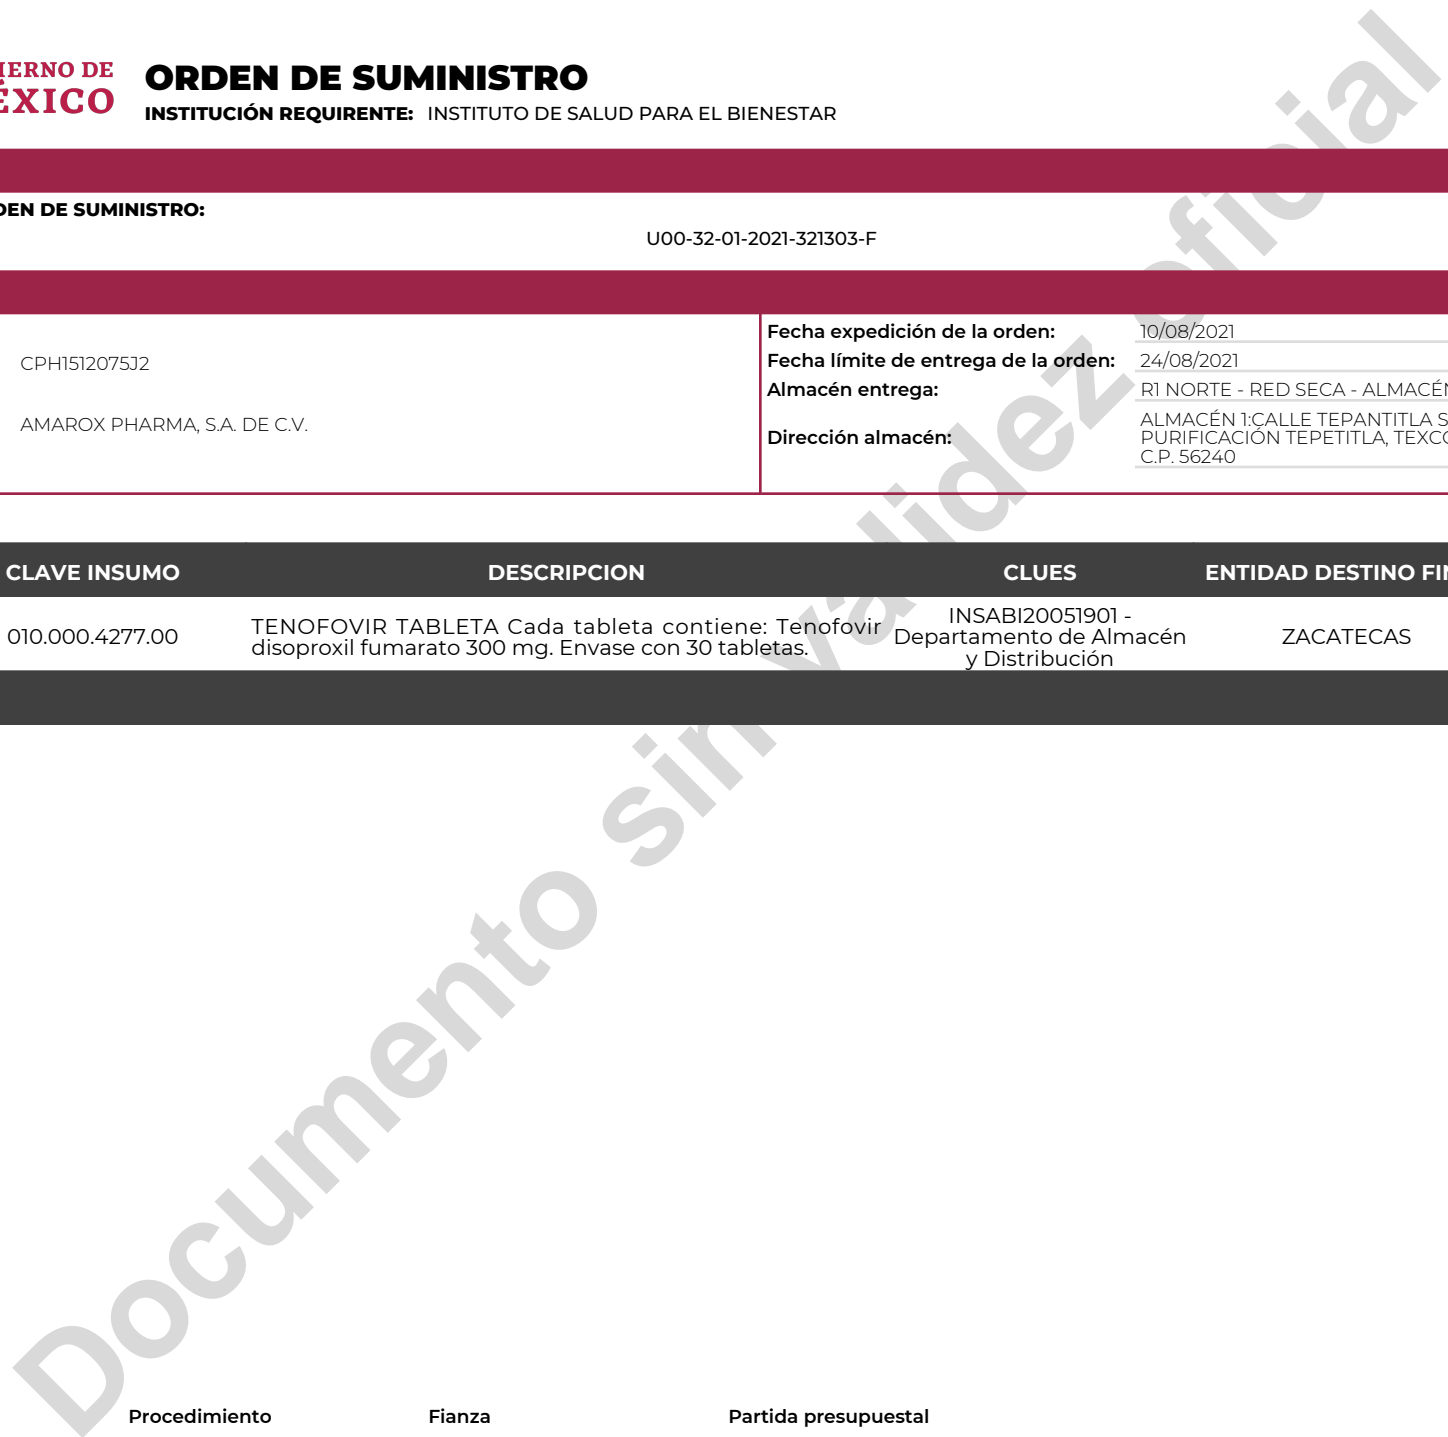 IERNO DE
ÉXICO
ORDEN DE SUMINISTRO
INSTITUCIÓN REQUIRENTE: INSTITUTO DE SALUD PARA EL BIENESTAR
DEN DE SUMINISTRO:
U00-32-01-2021-321303-F
CPH1512075J2
AMAROX PHARMA, S.A. DE C.V.
Fecha expedición de la orden: 10/08/2021
Fecha límite de entrega de la orden: 24/08/2021
Almacén entrega: R1 NORTE - RED SECA - ALMACÉN
Dirección almacén: ALMACÉN 1:CALLE TEPANTITLA S
PURIFICACIÓN TEPETITLA, TEXCO
C.P. 56240
CLAVE INSUMO DESCRIPCION CLUES ENTIDAD DESTINO FIN
010.000.4277.00
TENOFOVIR TABLETA Cada tableta contiene: Tenofovir
disoproxil fumarato 300 mg. Envase con 30 tabletas.
INSABI20051901 -
Departamento de Almacén
y Distribución
ZACATECAS
Documento sin validez oficial
Procedimiento Fianza Partida presupuestal